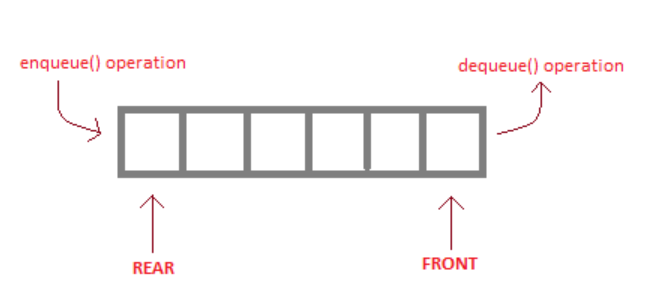 enqueue() operation
dequeue() operation
REAR
FRONT